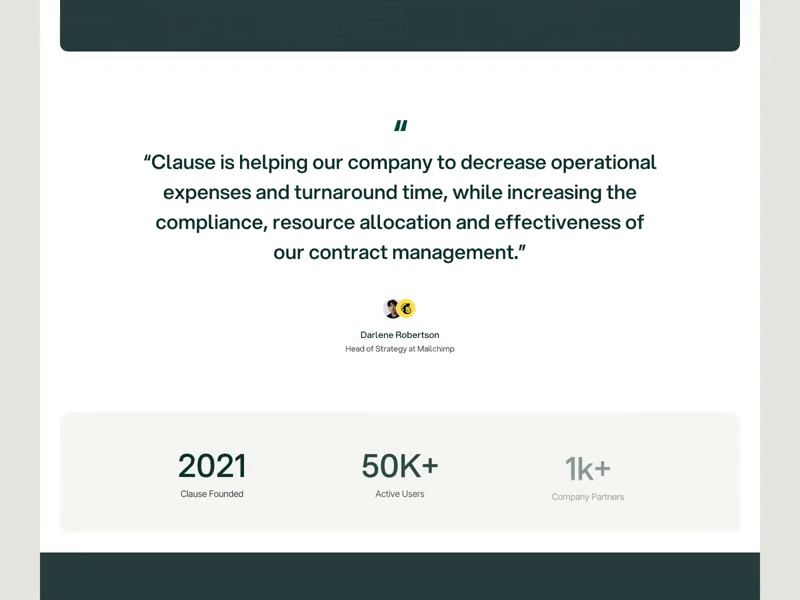 “
“Clause is helping our company to decrease operational
expenses and turnaround time, while increasing the
compliance, resource allocation and effectiveness of
our contract management.”
Darlene Robertson
Head of Strategy at Mailchimp
2021
50K+
1k+
Clause Founded
Active Users
Company Partners